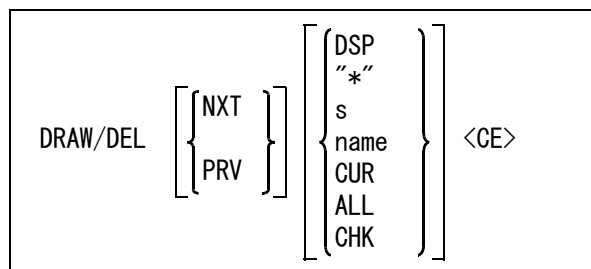 DSP
"*"
NXT
s
DRAW/DEL
name
<CE>
PRV
CUR
ALL
CHK